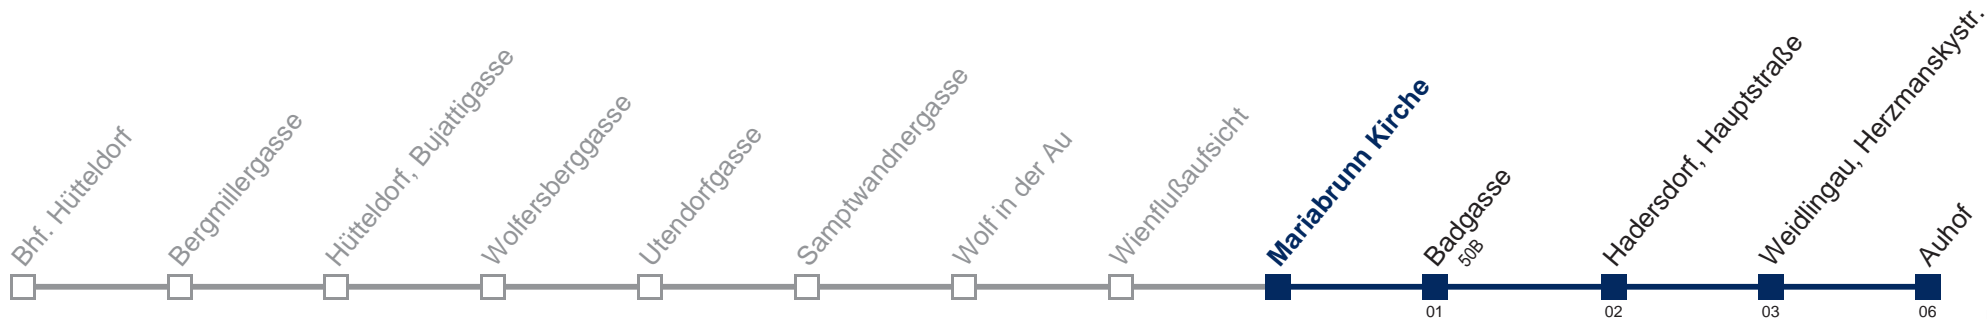 Bhf. Hütteldorf
Bergmillergasse
Hütteldorf, Bujattigasse
Wolfersberggasse
Utendorfgasse
Samptwandnergasse
Wolf in der Au
Wienflußaufsicht
Mariabrunn Kirche
Badgasse
50B
Hadersdorf, Hauptstraße
Weidlingau, Herzmanskystr.
Auhof
01
02
03
06